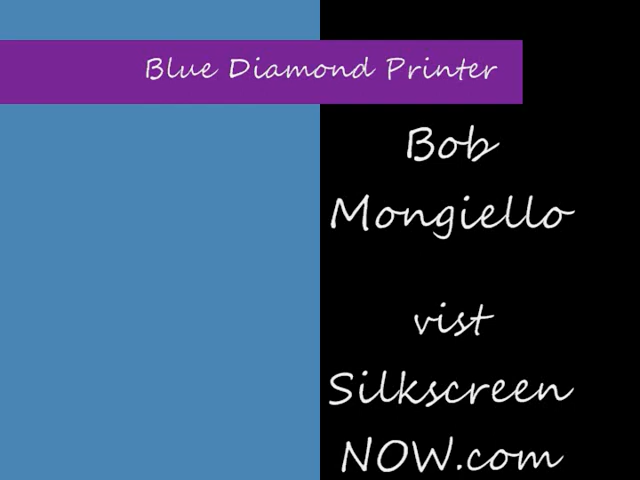 Blue Diamond Printer
Bob
Mongiello
vist
Silkscreen
NOW.com